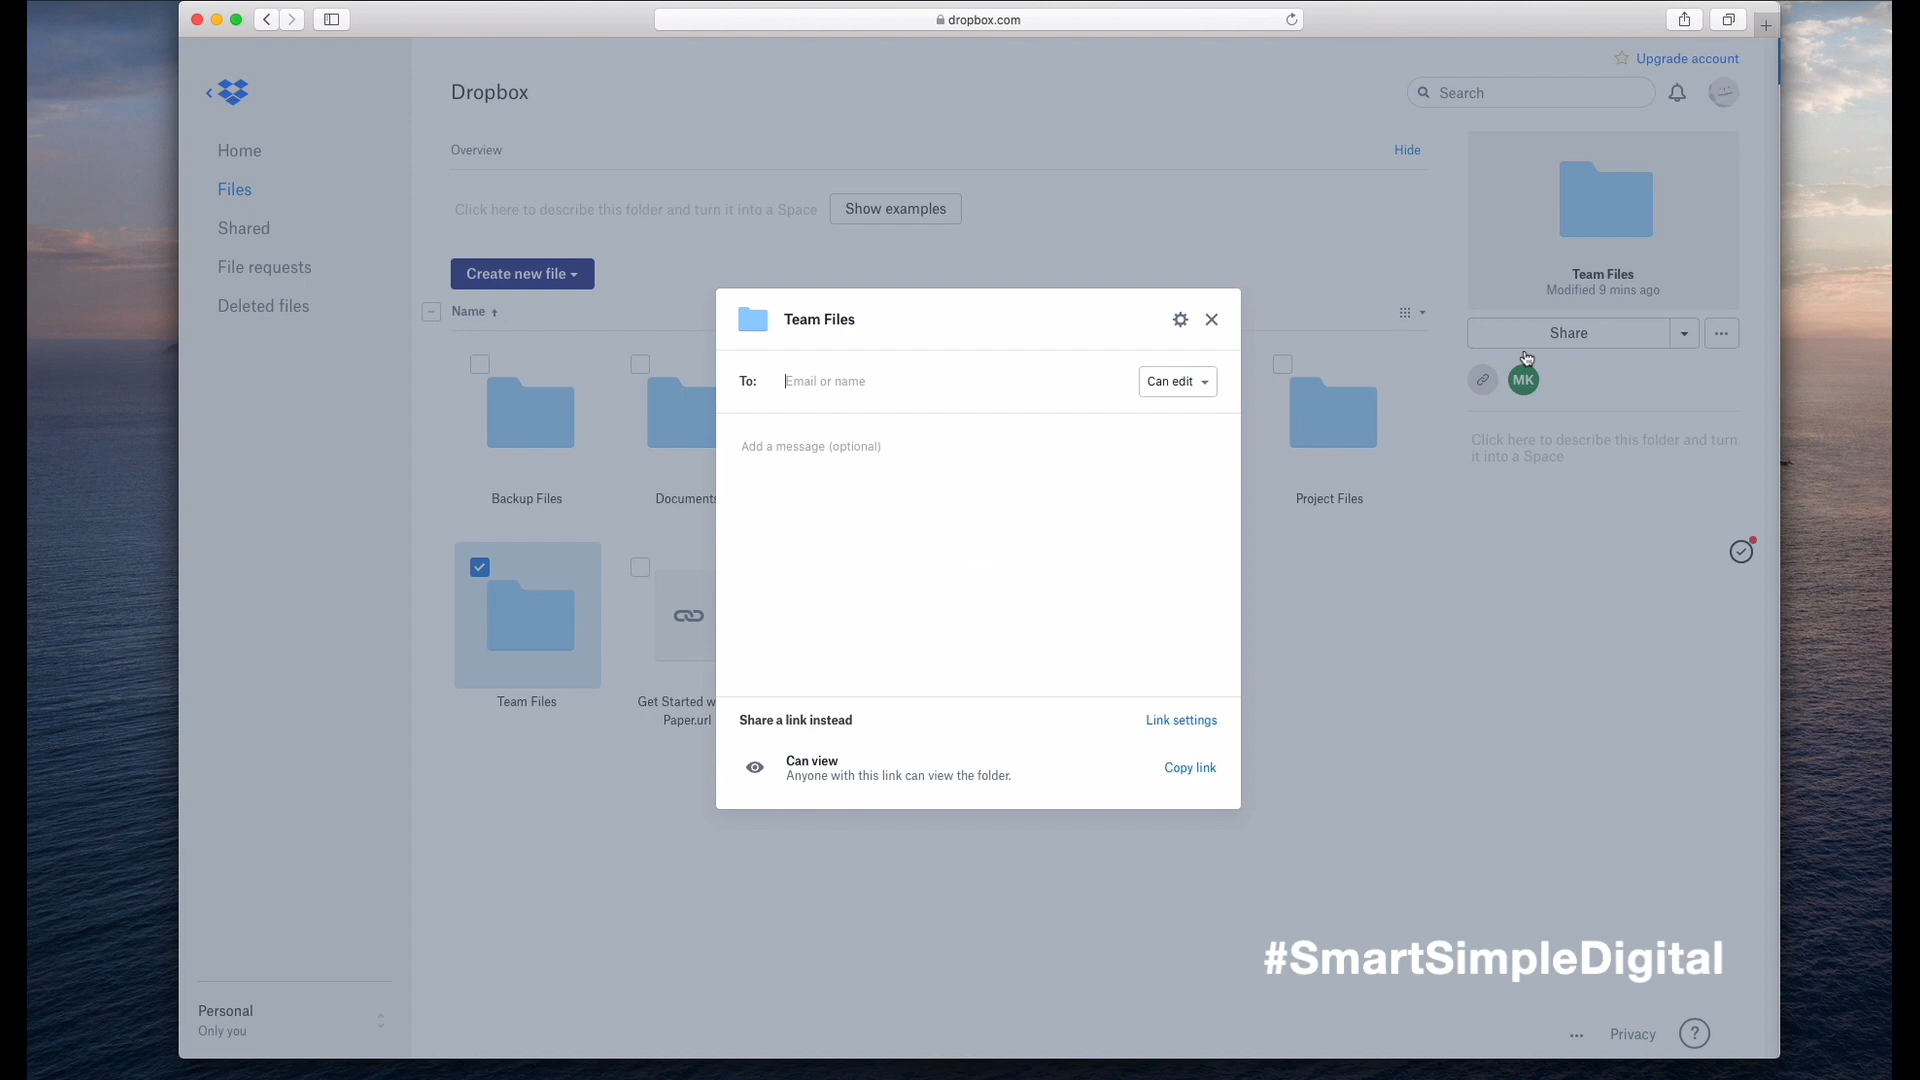 dropbox.com
Upgrade account
Dropbox
Search
Home
Files
Shared
File requests
Deleted files
Overview
Hide
Click here to describe this folder and turn it into a Space
Show examples
Create new file
Name
Team Files
Modified 9 mins ago
Share
MK
Click here to describe this folder and turn
it into a Space
Backup Files
Documents
Project Files
Team Files
Get Started w
Paper.url
Team Files
To:
Email or name
Can edit
Add a message (optional)
Share a link instead
Link settings
Can view
Anyone with this link can view the folder.
Copy link
#SmartSimpleDigital
Personal
Only you
Privacy
?